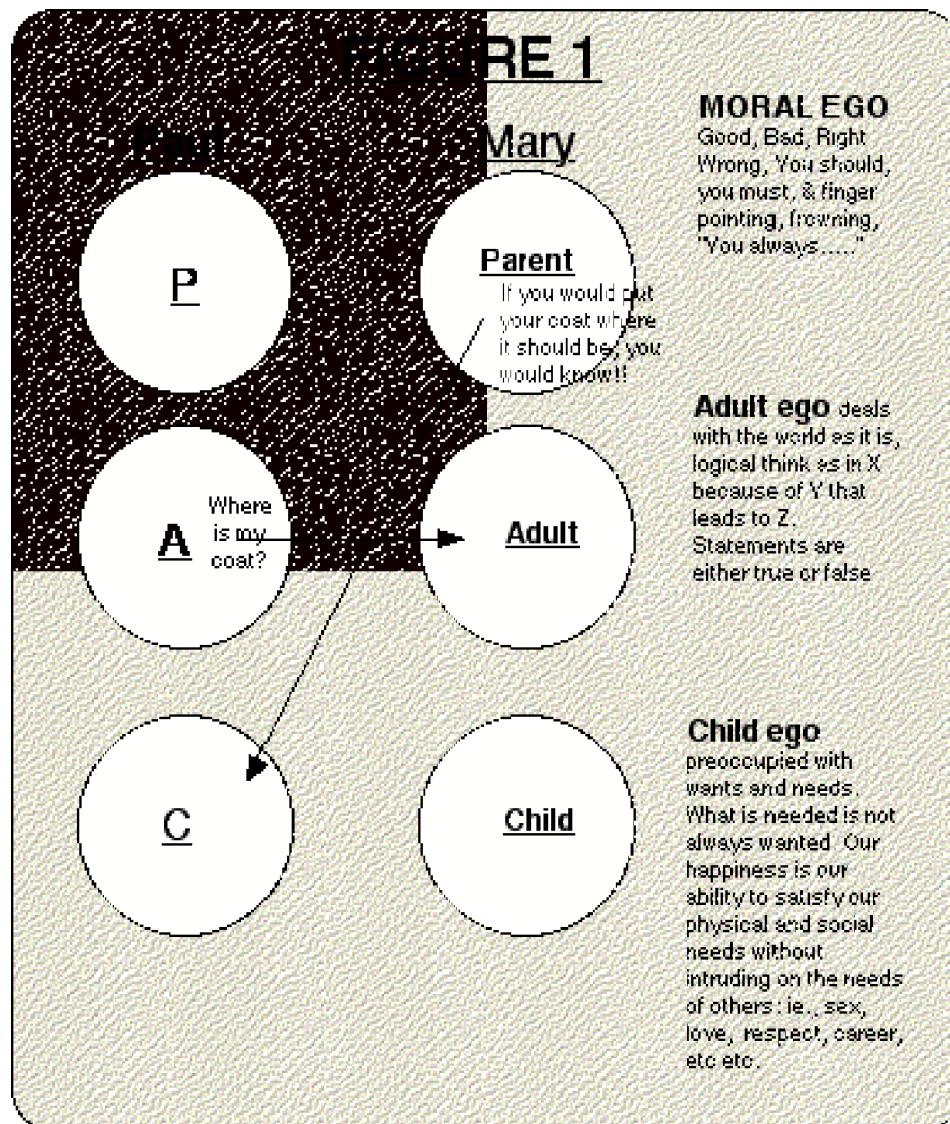 FIGURE 1
Paul
Mary
P
Parent
If you would put
your coat where
it should be, you
would know!!
A
Where
is my
coat?
Adult
C
Child
MORAL EGO
Good, Bad, Right
Wrong, You should,
you must, & finger
pointing, frowning,
"You always....."
Adult ego deals
with the world as it is,
logical think as in X
because of Y that
leads to Z.
Statements are
either true or false
Child ego
preoccupied with
wants and needs.
What is needed is not
always wanted. Our
happiness is our
ability to satisfy our
physical and social
needs without
intruding on the needs
of others : ie., sex,
love, respect, career,
etc etc.